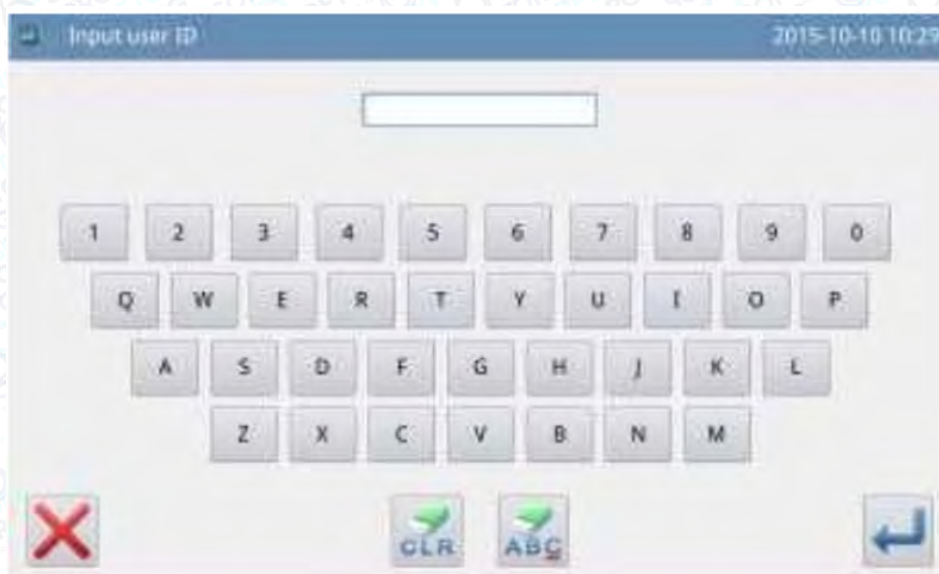 Input user ID 2015-10-10 10:29
1 2 3 4 5 6 7 8 9 0
Q W E R T Y U I O P
A S D F G H J K L
Z X C V B N M
CLR ABC